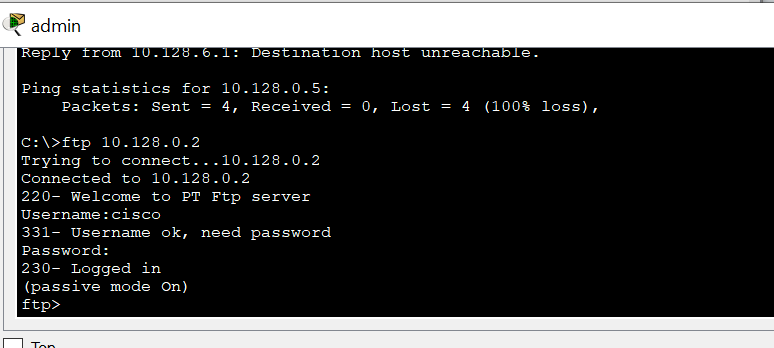 admin
Reply from 10.128.6.1: Destination host unreachable.
Ping statistics for 10.128.0.5:
    Packets: Sent = 4, Received = 0, Lost = 4 (100% loss),
C:\>ftp 10.128.0.2
Trying to connect...10.128.0.2
Connected to 10.128.0.2
220- Welcome to PT Ftp server
Username:cisco
331- Username ok, need password
Password:
230- Logged in
(passive mode On)
ftp>
Top